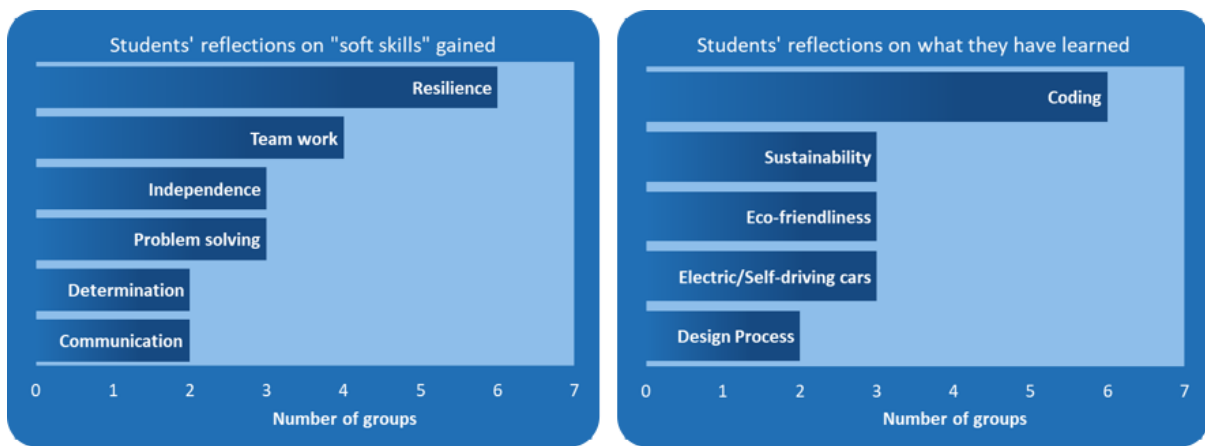 Students' reflections on "soft skills" gained
Resilience
Team work
Independence
Problem solving
Determination
Communication
0 1 2 3 4 5 6 7
Number of groups
Students' reflections on what they have learned
Coding
Sustainability
Eco-friendliness
Electric/Self-driving cars
Design Process
0 1 2 3 4 5 6 7
Number of groups